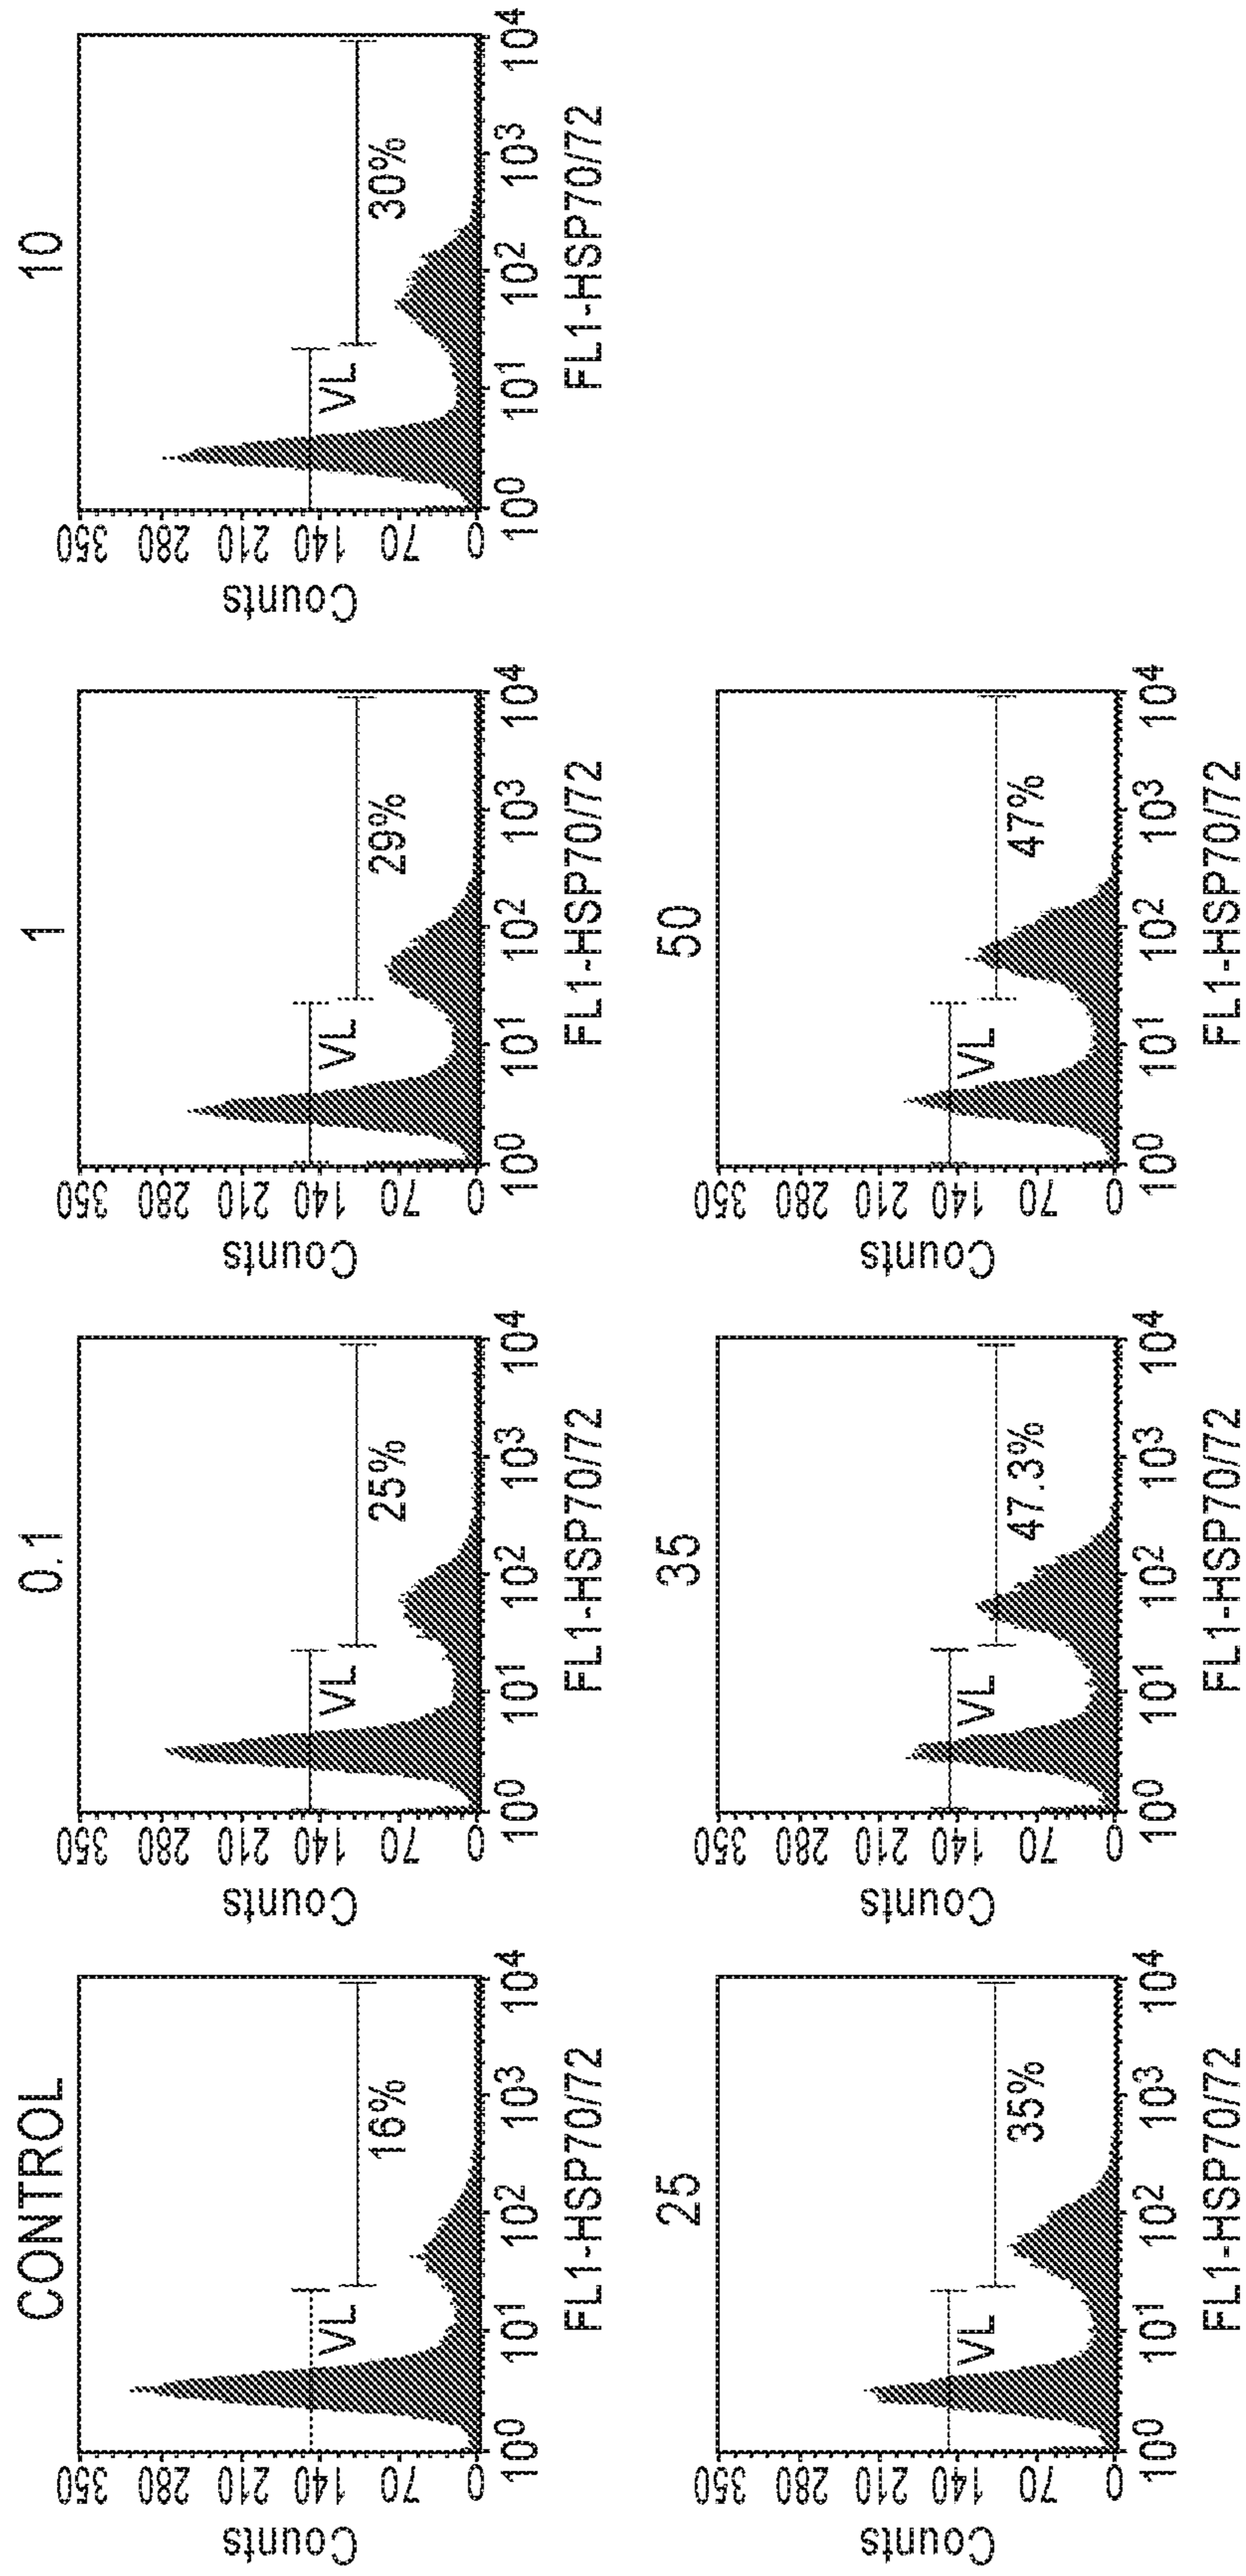 CONTROL
350
280
210
140
70
0
Counts
VL
16%
10⁰ 10¹ 10² 10³ 10⁴
FL1-HSP70/72
0.1
350
280
210
140
70
0
Counts
VL
25%
10⁰ 10¹ 10² 10³ 10⁴
FL1-HSP70/72
1
350
280
210
140
70
0
Counts
VL
29%
10⁰ 10¹ 10² 10³ 10⁴
FL1-HSP70/72
10
350
280
210
140
70
0
Counts
VL
30%
10⁰ 10¹ 10² 10³ 10⁴
FL1-HSP70/72
25
350
280
210
140
70
0
Counts
VL
35%
10⁰ 10¹ 10² 10³ 10⁴
FL1-HSP70/72
35
350
280
210
140
70
0
Counts
VL
47.3%
10⁰ 10¹ 10² 10³ 10⁴
FL1-HSP70/72
50
350
280
210
140
70
0
Counts
VL
47%
10⁰ 10¹ 10² 10³ 10⁴
FL1-HSP70/72